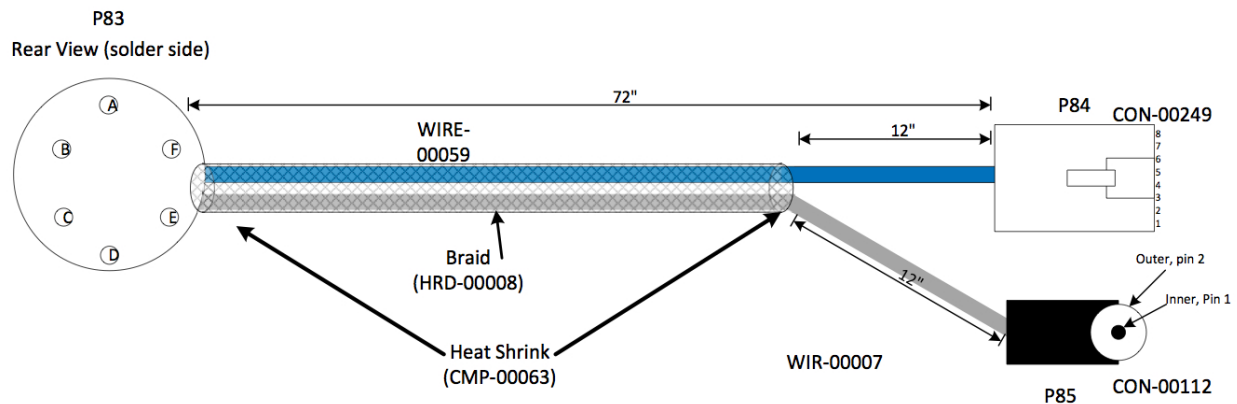 P83
Rear View (solder side)
A
B
F
C
E
D
72"
WIRE-
00059
12"
P84
CON-00249
8
7
6
5
4
3
2
1
Braid
(HRD-00008)
Heat Shrink
(CMP-00063)
12"
WIR-00007
Outer, pin 2
Inner, Pin 1
P85
CON-00112